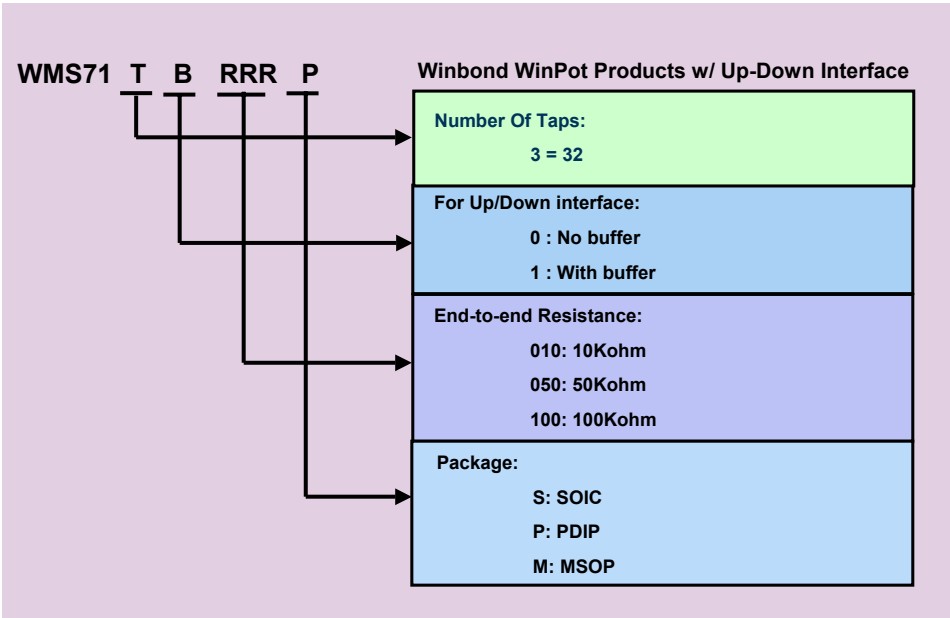 WMS71 T B RRR P
Winbond WinPot Products w/ Up-Down Interface
Number Of Taps:
3 = 32
For Up/Down interface:
0 : No buffer
1 : With buffer
End-to-end Resistance:
010: 10Kohm
050: 50Kohm
100: 100Kohm
Package:
S: SOIC
P: PDIP
M: MSOP